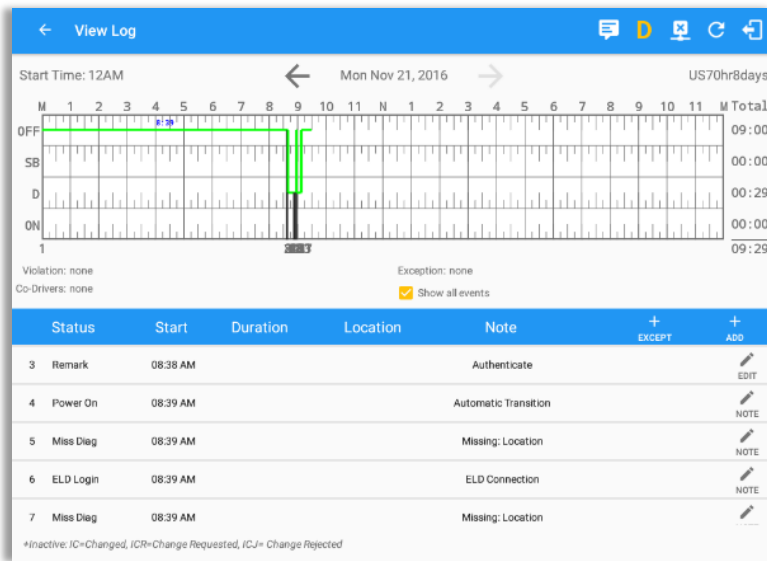 View Log D
Start Time: 12AM Mon Nov 21, 2016 US70hr8days
M 1 2 3 4 5 6 7 8 9 10 11 N 1 2 3 4 5 6 7 8 9 10 11 M Total
8:39
OFF 09:00
SB 00:00
D 00:29
ON 00:00
1 09:29
Violation: none Exception: none
Co-Drivers: none Show all events
Status Start Duration Location Note + EXCEPT + ADD
3 Remark 08:38 AM Authenticate EDIT
4 Power On 08:39 AM Automatic Transition NOTE
5 Miss Diag 08:39 AM Missing: Location NOTE
6 ELD Login 08:39 AM ELD Connection NOTE
7 Miss Diag 08:39 AM Missing: Location
+Inactive: IC=Changed, ICR=Change Requested, ICJ= Change Rejected